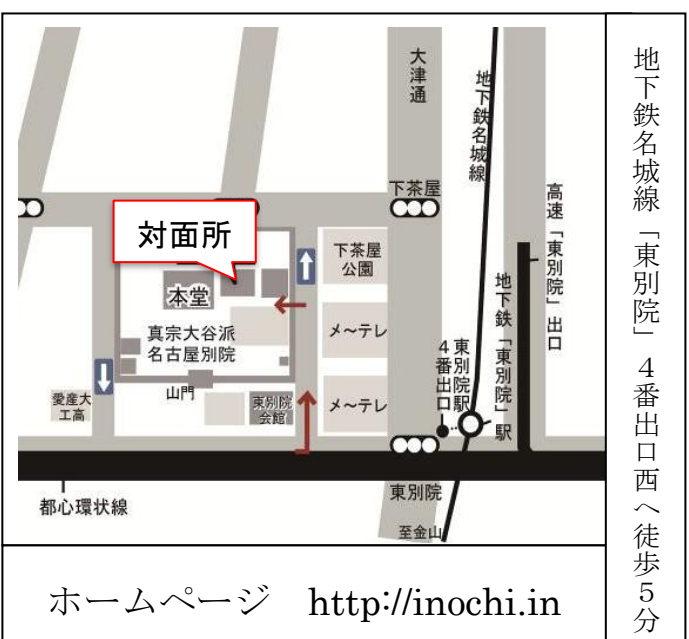 大津通
地下鉄名城線
下茶屋
高速「東別院」出口
対面所
下茶屋
公園
本堂
メ～テレ
真宗大谷派
名古屋別院
地下鉄「東別院」駅
東別院駅
4番出口
山門
愛産大
工高
東別院
会館
メ～テレ
東別院
都心環状線
至金山
地下鉄名城線「東別院」４番出口西へ徒歩５分
ホームページ http://inochi.in